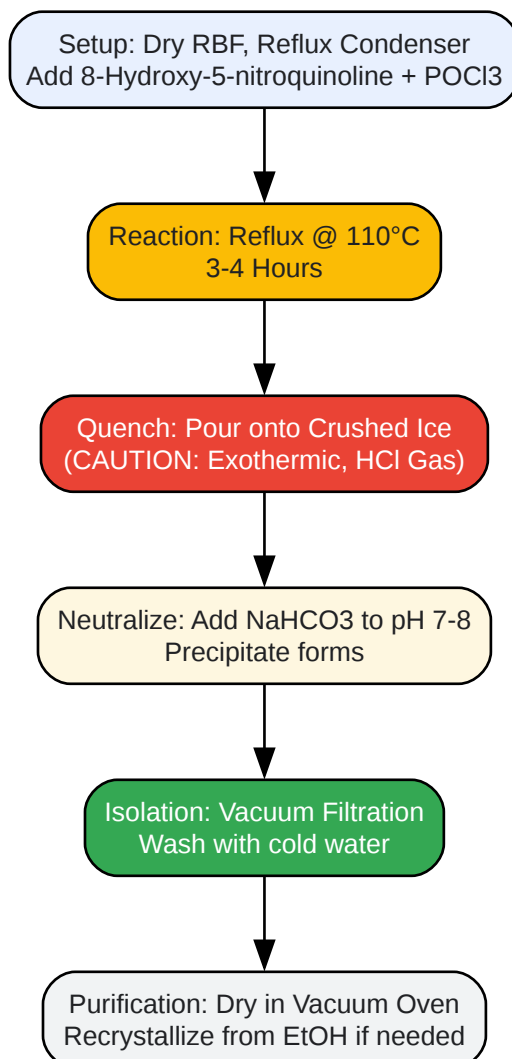 Setup: Dry RBF, Reflux Condenser
Add 8-Hydroxy-5-nitroquinoline + POCl3
Reaction: Reflux @ 110°C
3-4 Hours
Quench: Pour onto Crushed Ice
(CAUTION: Exothermic, HCl Gas)
Neutralize: Add NaHCO3 to pH 7-8
Precipitate forms
Isolation: Vacuum Filtration
Wash with cold water
Purification: Dry in Vacuum Oven
Recrystallize from EtOH if needed